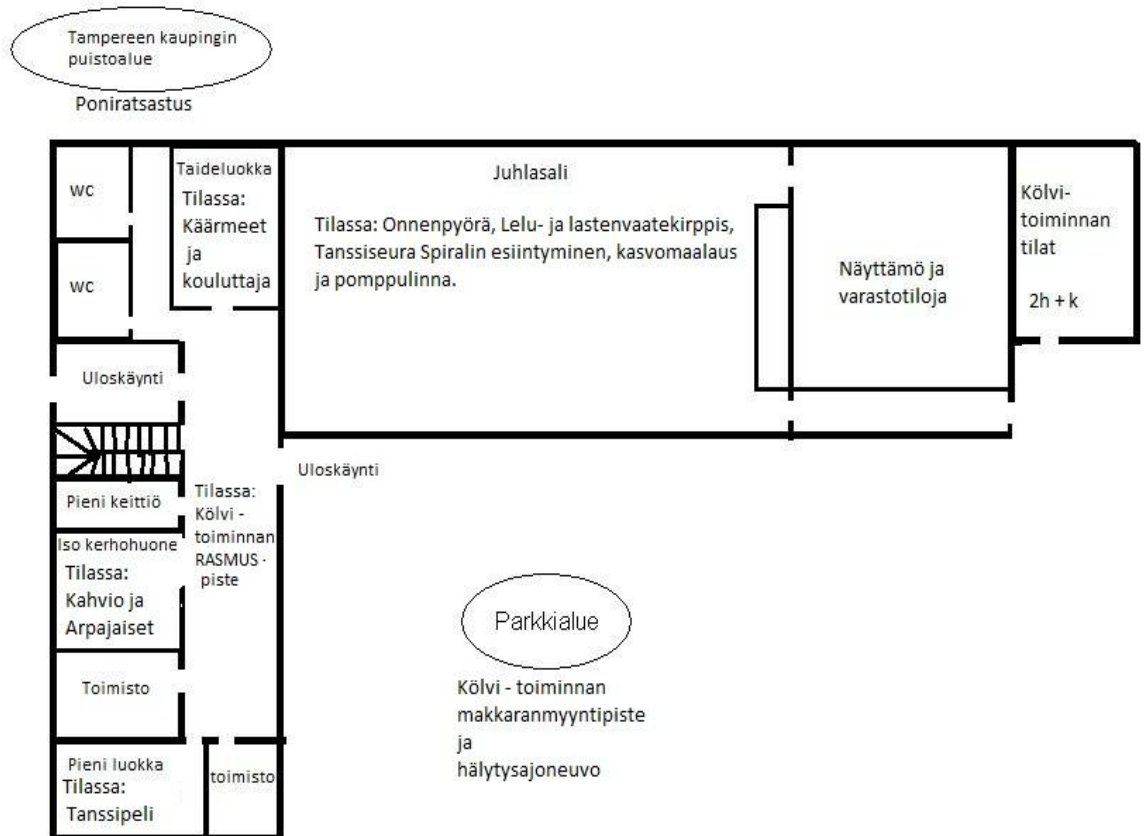 Tampereen kaupingin
puistoalue
Poniratsastus
wc
wc
Taideluokka
Tilassa:
Käärmeet
ja
kouluttaja
Juhlasali
Tilassa: Onnenpyörä, Lelu- ja lastenvaatekirppis,
Tanssiseura Spiralin esiintyminen, kasvomaalaus
ja pomppulinna.
Näyttämö ja
varastotiloja
Kölvi-
toiminnan
tilat
2h + k
Uloskäynti
Uloskäynti
Pieni keittiö
Tilassa:
Kölvi -
toiminnan
RASMUS -
piste
Iso kerhohuone
Tilassa:
Kahvio ja
Arpajaiset
Toimisto
Pieni luokka
Tilassa:
Tanssipeli
toimisto
Parkkialue
Kölvi - toiminnan
makkaranmyyntipiste
ja
hälytysajoneuvo